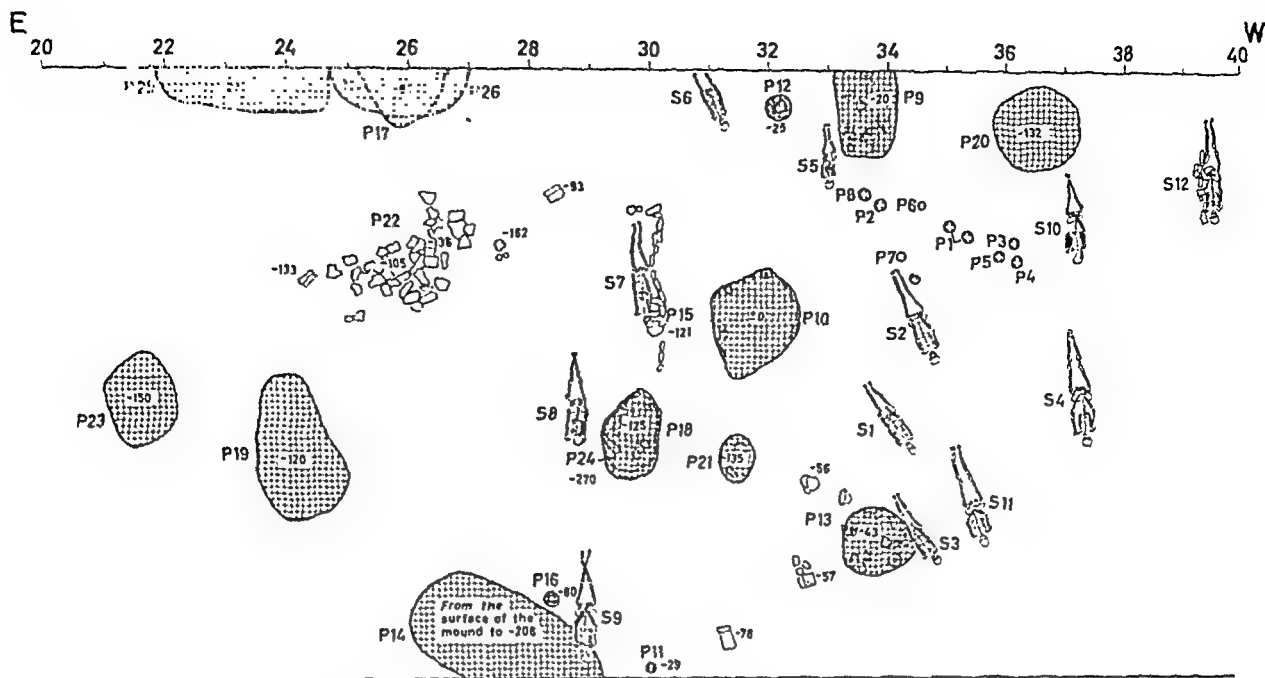 E
W
20 22 24 26 28 30 32 34 36 38 40
26
P17
S6
P12
-25
-20
P9
P20
-132
S5
S12
P8
P2
P6
S10
P1
P3
P5
P4
P7
-93
P22
-36
-162
-105
-133
S7
P15
-121
-0
P10
S2
-150
P23
P19
-120
S8
-125
P18
P24
-270
P21
-135
S1
S4
-56
P13
-43
S3
S11
-57
P16
-80
S9
From the
surface of the
mound to -208
P14
P11
-29
-78